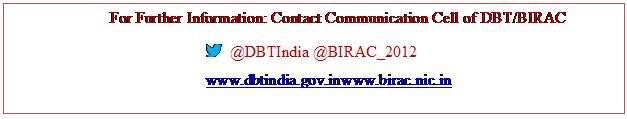 For Further Information: Contact Communication Cell of DBT/BIRAC
@DBTIndia @BIRAC_2012
www.dbtindia.gov.inwww.birac.nic.in